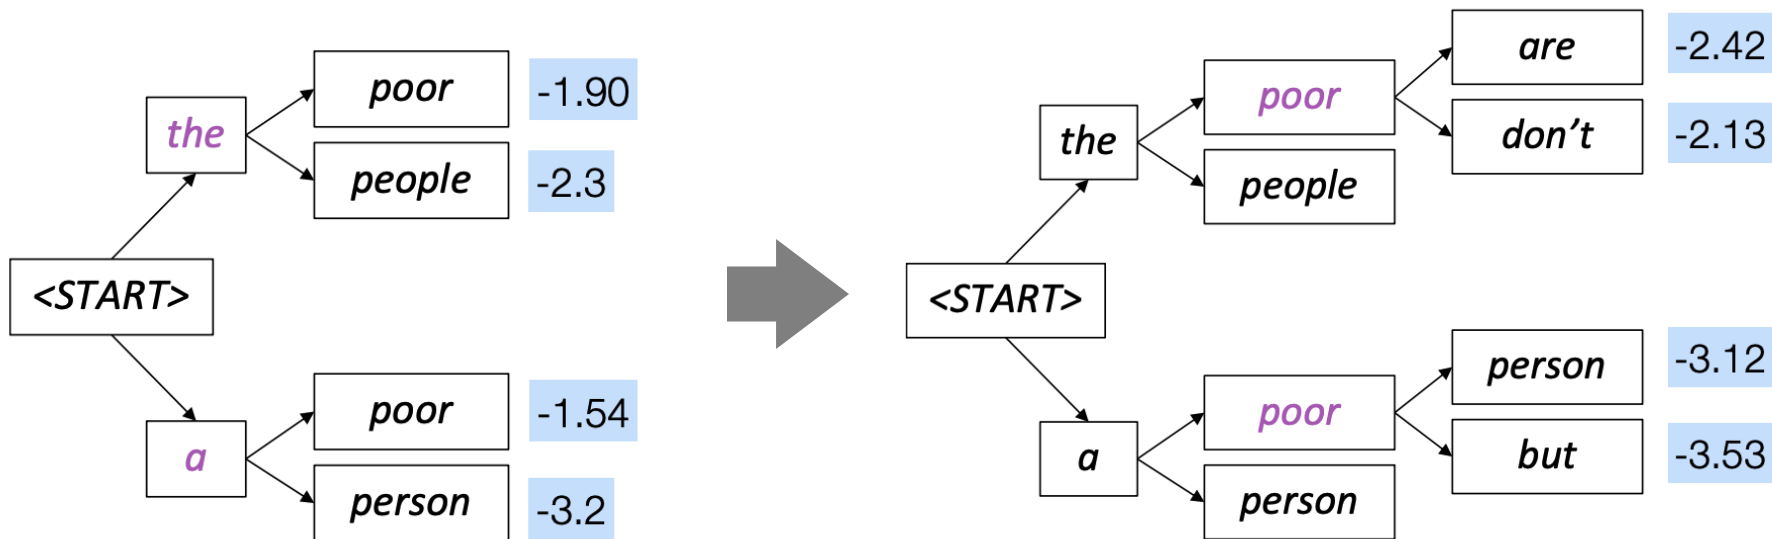 poor -1.90
the
people -2.3
<START>
poor -1.54
a
person -3.2
are -2.42
poor
don't -2.13
the
people
<START>
person -3.12
poor
but -3.53
a
person